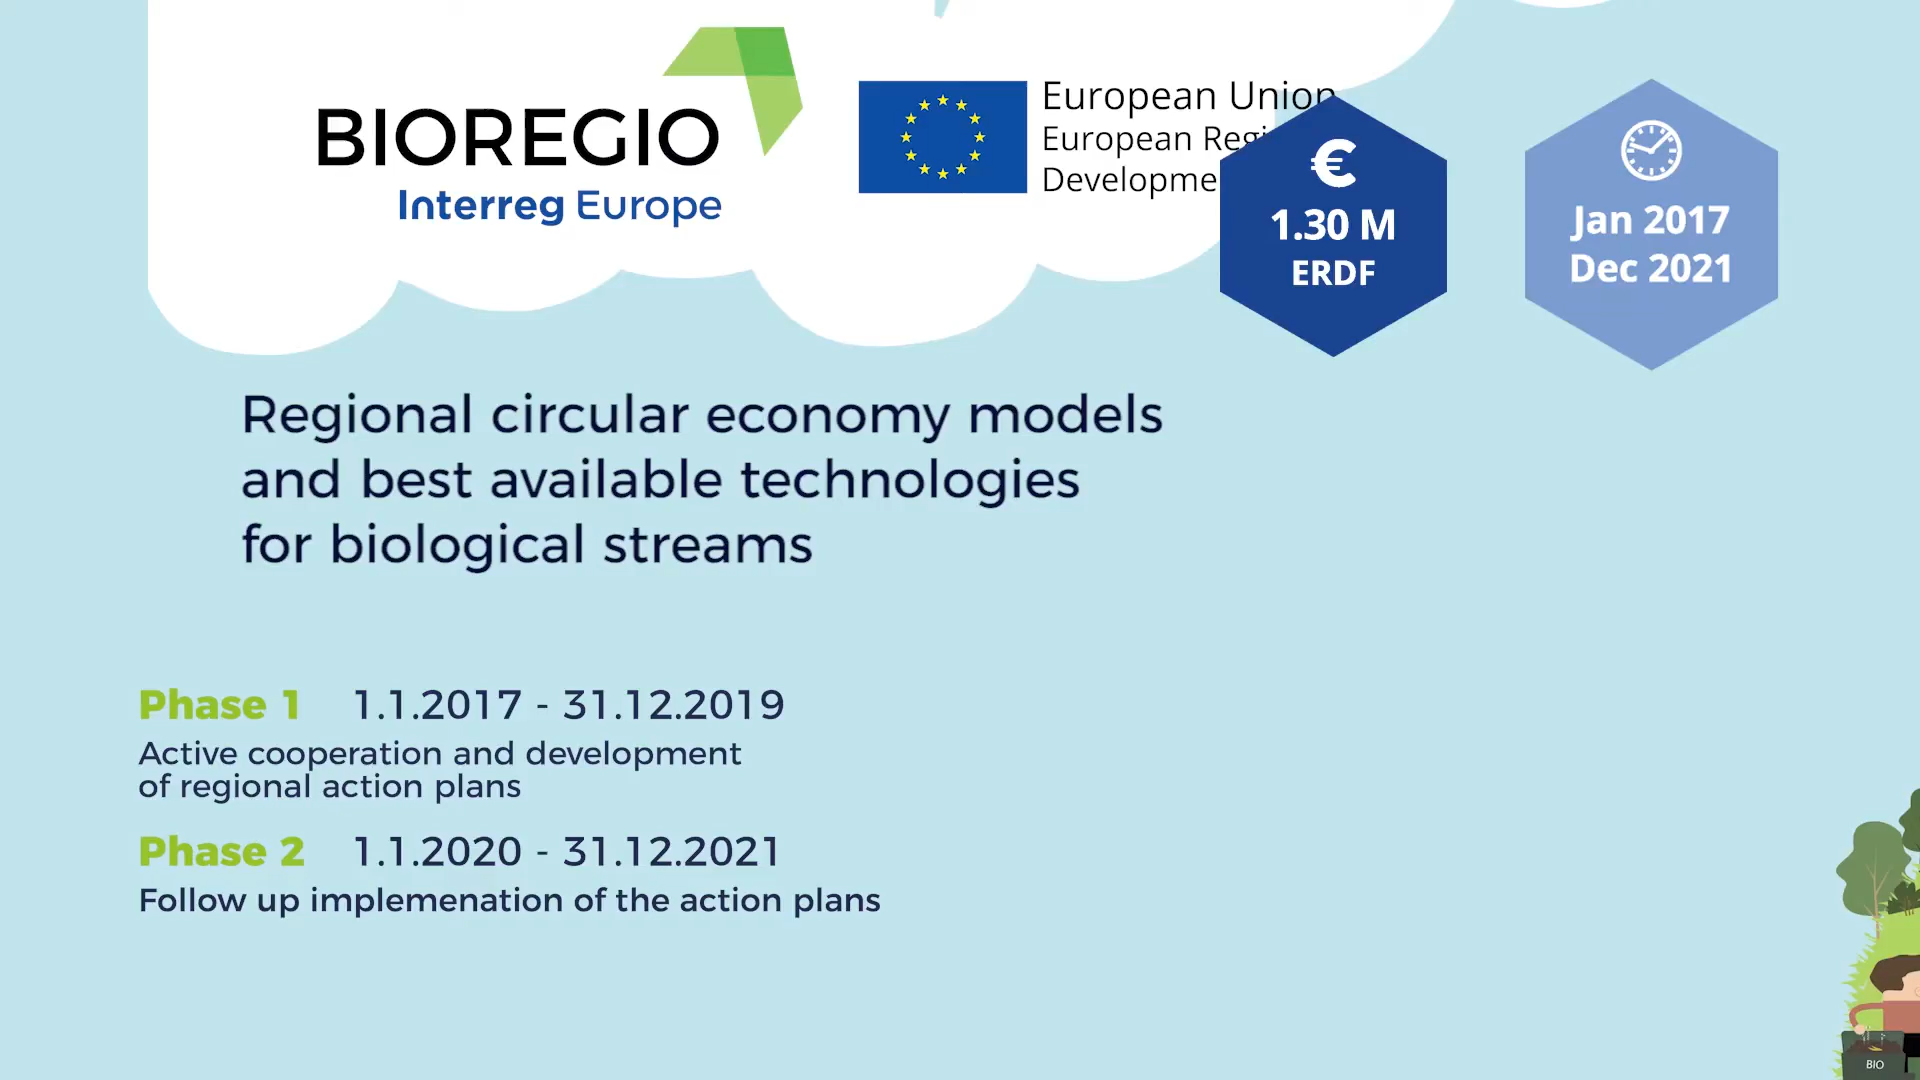 BIOREGIO
Interreg Europe
European Union
European
Development
€
1.30 M
ERDF
Jan 2017
Dec 2021
Regional circular economy models
and best available technologies
for biological streams
Phase 1 1.1.2017 - 31.12.2019
Active cooperation and development
of regional action plans
Phase 2 1.1.2020 - 31.12.2021
Follow up implemenation of the action plans
BIO